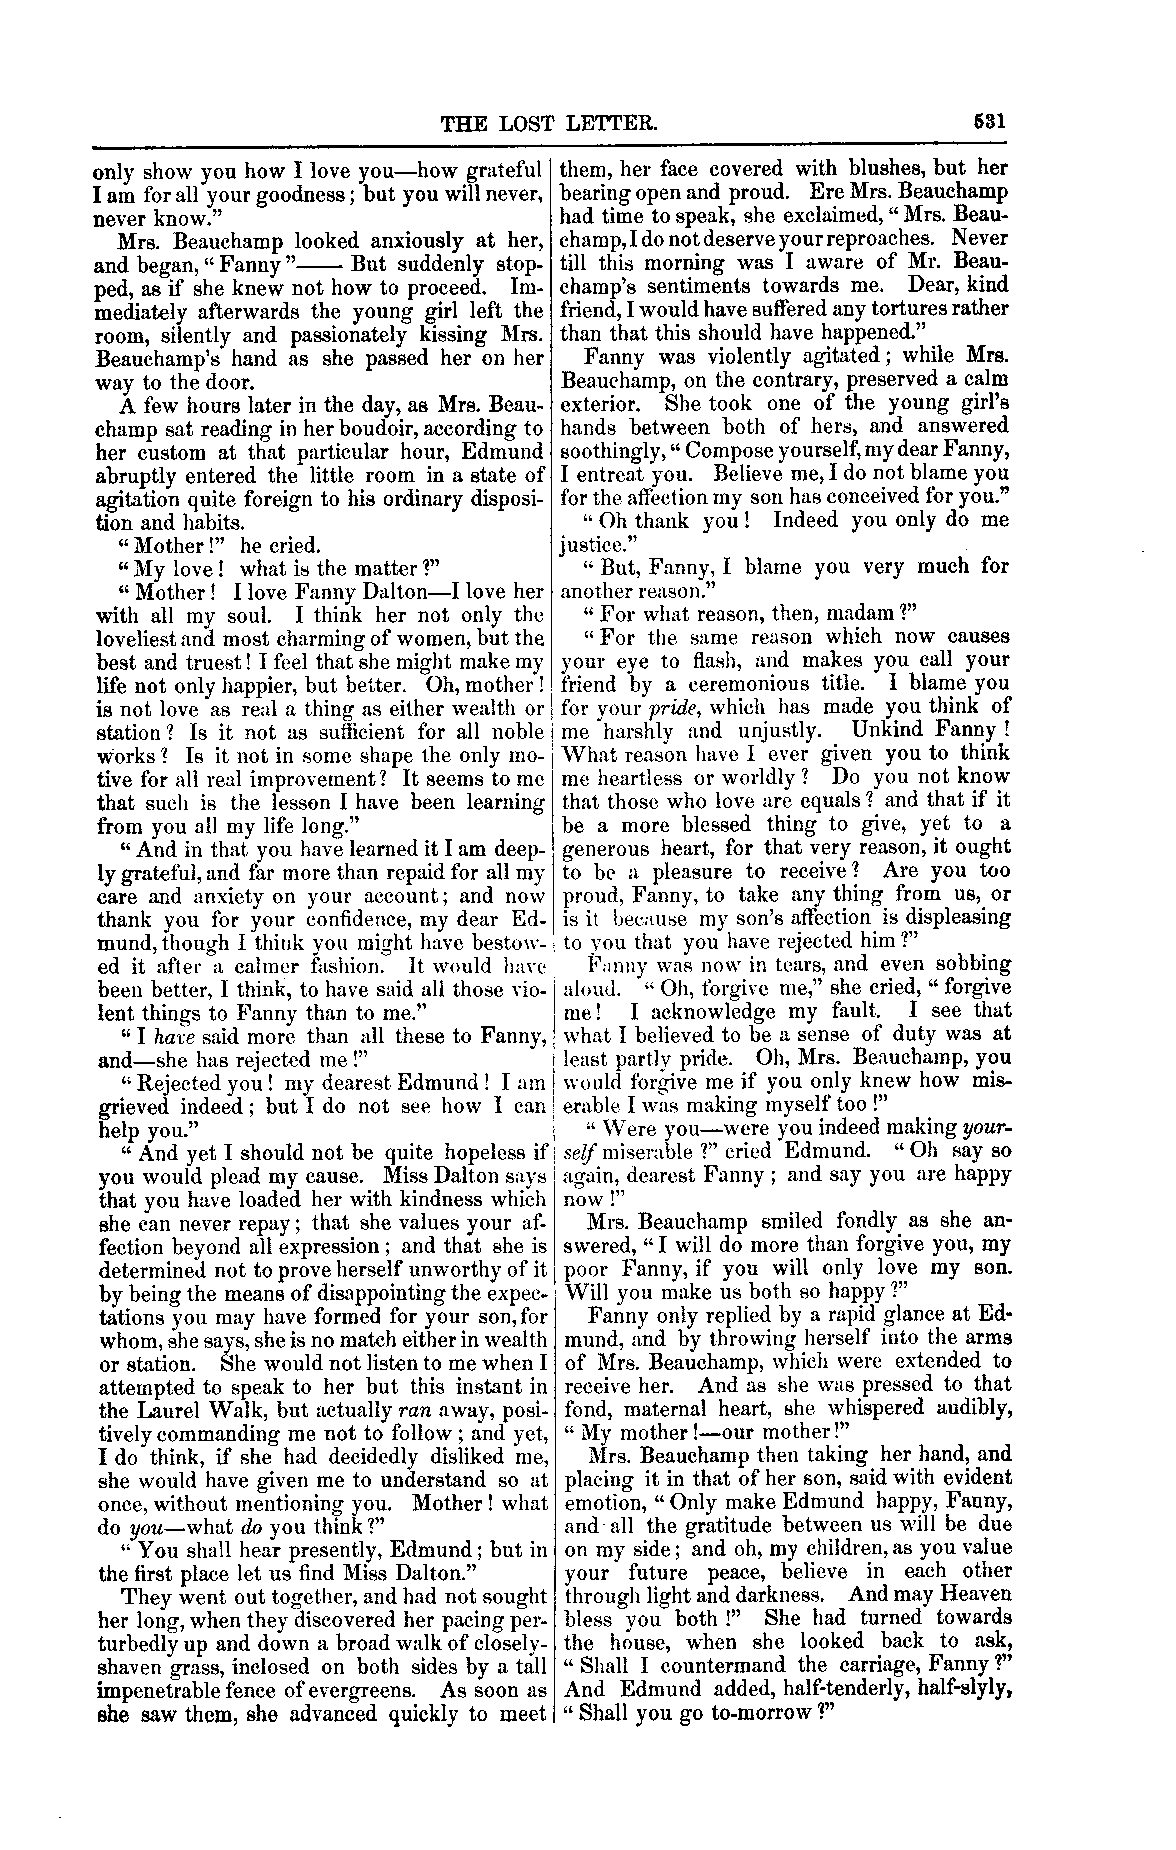 THE LOST LETTER. 531
only show you how I love you—how grateful
I am for all your goodness; but you will never,
never know."
Mrs. Beauchamp looked anxiously at her,
and began, "Fanny"—— But suddenly stop-
ped, as if she knew not how to proceed. Im-
mediately afterwards the young girl left the
room, silently and passionately kissing Mrs.
Beauchamp's hand as she passed her on her
way to the door.
A few hours later in the day, as Mrs. Beau-
champ sat reading in her boudoir, according to
her custom at that particular hour, Edmund
abruptly entered the little room in a state of
agitation quite foreign to his ordinary disposi-
tion and habits.
"Mother!" he cried.
"My love! what is the matter?"
"Mother! I love Fanny Dalton—I love her
with all my soul. I think her not only the
loveliest and most charming of women, but the
best and truest! I feel that she might make my
life not only happier, but better. Oh, mother!
is not love as real a thing as either wealth or
station? Is it not as sufficient for all noble
works? Is it not in some shape the only mo-
tive for all real improvement? It seems to me
that such is the lesson I have been learning
from you all my life long."
"And in that you have learned it I am deep-
ly grateful, and far more than repaid for all my
care and anxiety on your account; and now
thank you for your confidence, my dear Ed-
mund, though I think you might have bestow-
ed it after a calmer fashion. It would have
been better, I think, to have said all those vio-
lent things to Fanny than to me."
"I have said more than all these to Fanny,
and—she has rejected me!"
"Rejected you! my dearest Edmund! I am
grieved indeed; but I do not see how I can
help you."
"And yet I should not be quite hopeless if
you would plead my cause. Miss Dalton says
that you have loaded her with kindness which
she can never repay; that she values your af-
fection beyond all expression; and that she is
determined not to prove herself unworthy of it
by being the means of disappointing the expec-
tations you may have formed for your son, for
whom, she says, she is no match either in wealth
or station. She would not listen to me when I
attempted to speak to her but this instant in
the Laurel Walk, but actually ran away, posi-
tively commanding me not to follow; and yet,
I do think, if she had decidedly disliked me,
she would have given me to understand so at
once, without mentioning you. Mother! what
do you—what do you think?"
"You shall hear presently, Edmund; but in
the first place let us find Miss Dalton."
They went out together, and had not sought
her long, when they discovered her pacing per-
turbedly up and down a broad walk of closely-
shaven grass, inclosed on both sides by a tall
impenetrable fence of evergreens. As soon as
she saw them, she advanced quickly to meet
them, her face covered with blushes, but her
bearing open and proud. Ere Mrs. Beauchamp
had time to speak, she exclaimed, "Mrs. Beau-
champ, I do not deserve your reproaches. Never
till this morning was I aware of Mr. Beau-
champ's sentiments towards me. Dear, kind
friend, I would have suffered any tortures rather
than that this should have happened."
Fanny was violently agitated; while Mrs.
Beauchamp, on the contrary, preserved a calm
exterior. She took one of the young girl's
hands between both of hers, and answered
soothingly, "Compose yourself, my dear Fanny,
I entreat you. Believe me, I do not blame you
for the affection my son has conceived for you."
"Oh thank you! Indeed you only do me
justice."
"But, Fanny, I blame you very much for
another reason."
"For what reason, then, madam?"
"For the same reason which now causes
your eye to flash, and makes you call your
friend by a ceremonious title. I blame you
for your pride, which has made you think of
me harshly and unjustly. Unkind Fanny!
What reason have I ever given you to think
me heartless or worldly? Do you not know
that those who love are equals? and that if it
be a more blessed thing to give, yet to a
generous heart, for that very reason, it ought
to be a pleasure to receive? Are you too
proud, Fanny, to take any thing from us, or
is it because my son's affection is displeasing
to you that you have rejected him?"
Fanny was now in tears, and even sobbing
aloud. "Oh, forgive me," she cried, "forgive
me! I acknowledge my fault. I see that
what I believed to be a sense of duty was at
least partly pride. Oh, Mrs. Beauchamp, you
would forgive me if you only knew how mis-
erable I was making myself too!"
"Were you—were you indeed making your-
self miserable?" cried Edmund. "Oh say so
again, dearest Fanny; and say you are happy
now!"
Mrs. Beauchamp smiled fondly as she an-
swered, "I will do more than forgive you, my
poor Fanny, if you will only love my son.
Will you make us both so happy?"
Fanny only replied by a rapid glance at Ed-
mund, and by throwing herself into the arms
of Mrs. Beauchamp, which were extended to
receive her. And as she was pressed to that
fond, maternal heart, she whispered audibly,
"My mother!—our mother!"
Mrs. Beauchamp then taking her hand, and
placing it in that of her son, said with evident
emotion, "Only make Edmund happy, Fanny,
and all the gratitude between us will be due
on my side; and oh, my children, as you value
your future peace, believe in each other
through light and darkness. And may Heaven
bless you both!" She had turned towards
the house, when she looked back to ask,
"Shall I countermand the carriage, Fanny?"
And Edmund added, half-tenderly, half-slyly,
"Shall you go to-morrow?"